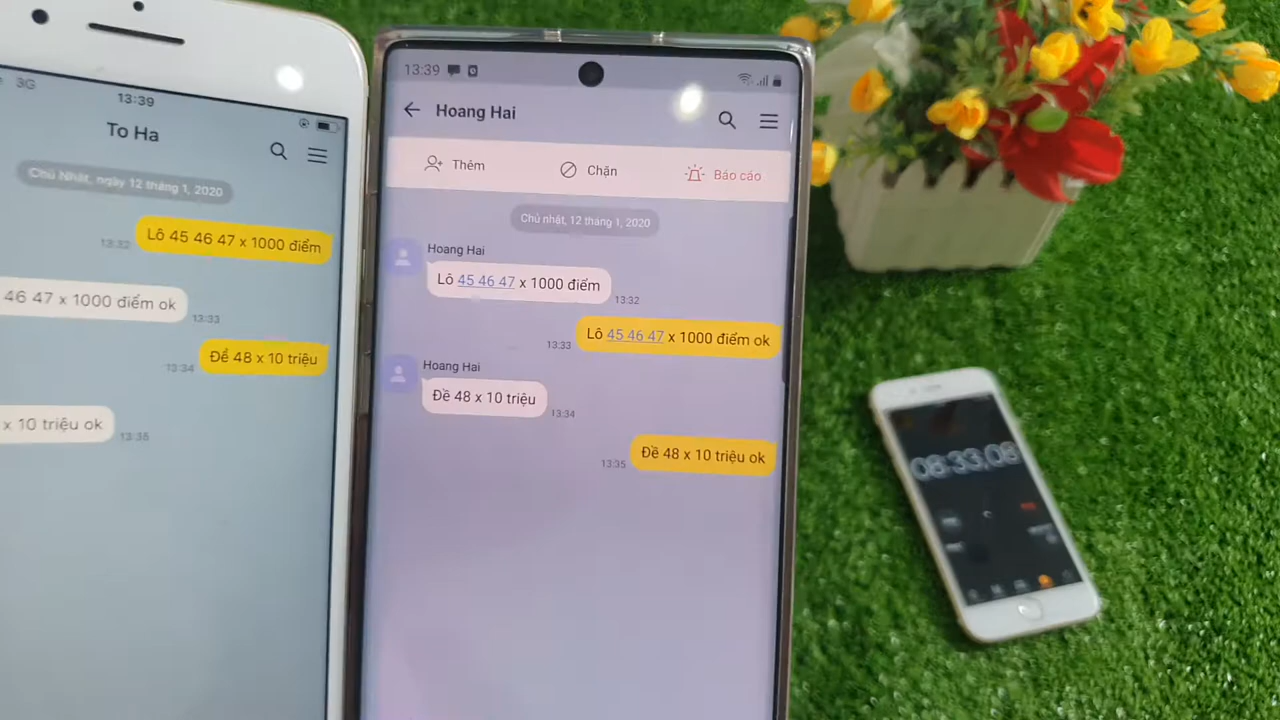 3G
13:39
To Ha
Chủ Nhật, ngày 12 tháng 1, 2020
Lô 45 46 47 x 1000 điểm
13:32
46 47 x 1000 điểm ok
13:33
Đề 48 x 10 triệu
13:34
x 10 triệu ok
13:35
13:39
Hoang Hai
Thêm
Chặn
Báo cáo
Chủ nhật, 12 tháng 1, 2020
Hoang Hai
Lô 45 46 47 x 1000 điểm
13:32
Lô 45 46 47 x 1000 điểm ok
13:33
Hoang Hai
Đề 48 x 10 triệu
13:34
Đề 48 x 10 triệu ok
13:35
08:33,08